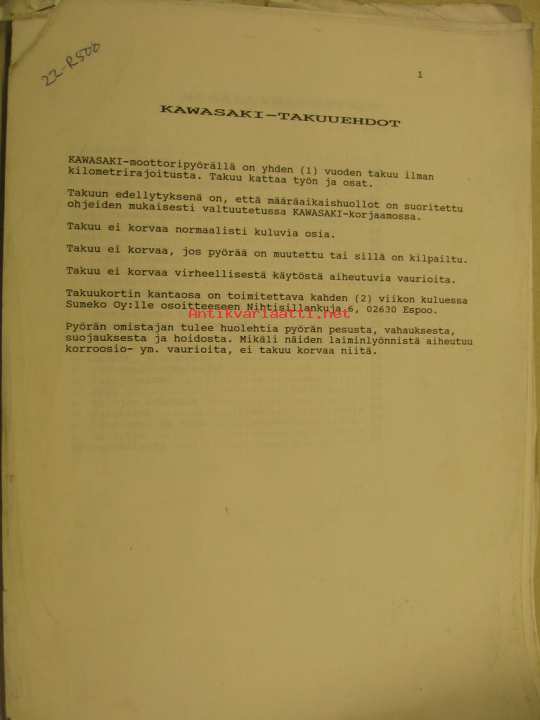 22-R500
1
KAWASAKI-TAKUUEHDOT
KAWASAKI-moottoripyörällä on yhden (1) vuoden takuu ilman
kilometrirajoitusta. Takuu kattaa työn ja osat.
Takuun edellytyksenä on, että määräaikaishuollot on suoritettu
ohjeiden mukaisesti valtuutetussa KAWASAKI-korjaamossa.
Takuu ei korvaa normaalisti kuluvia osia.
Takuu ei korvaa, jos pyörää on muutettu tai sillä on kilpailtu.
Takuu ei korvaa virheellisestä käytöstä aiheutuvia vaurioita.
Takuukortin kantaosa on toimitettava kahden (2) viikon kuluessa
Sumeko Oy:lle osoitteeseen Nihtisillankuja 6, 02630 Espoo.
Antikvariaatti.net
Pyörän omistajan tulee huolehtia pyörän pesusta, vahauksesta,
suojauksesta ja hoidosta. Mikäli näiden laiminlyönnistä aiheutuu
korroosio- ym. vaurioita, ei takuu korvaa niitä.